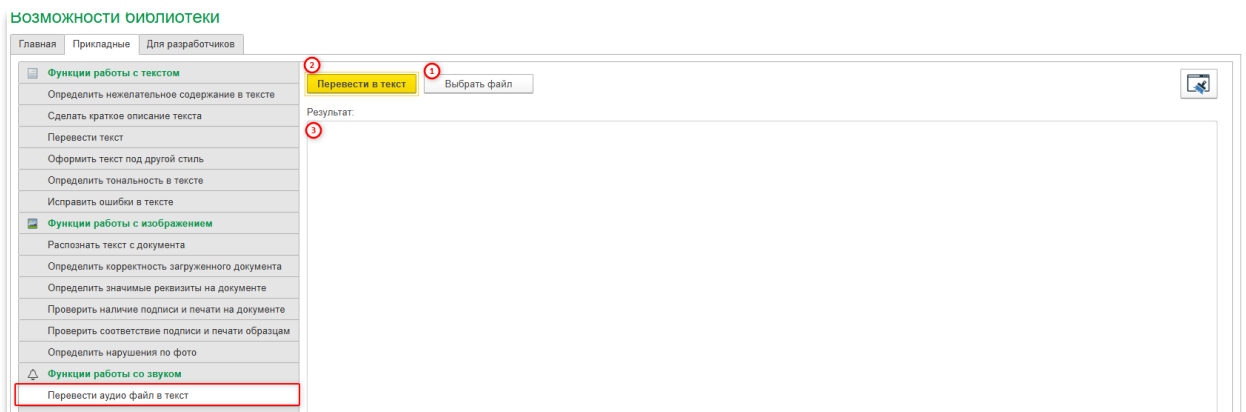 Возможности библиотеки
Главная Прикладные Для разработчиков
Функции работы с текстом
Определить нежелательное содержание в тексте
Сделать краткое описание текста
Перевести текст
Оформить текст под другой стиль
Определить тональность в тексте
Исправить ошибки в тексте
Функции работы с изображением
Распознать текст с документа
Определить корректность загруженного документа
Определить значимые реквизиты на документе
Проверить наличие подписи и печати на документе
Проверить соответствие подписи и печати образцам
Определить нарушения по фото
Функции работы со звуком
Перевести аудио файл в текст
2 1
Перевести в текст Выбрать файл
Результат:
3